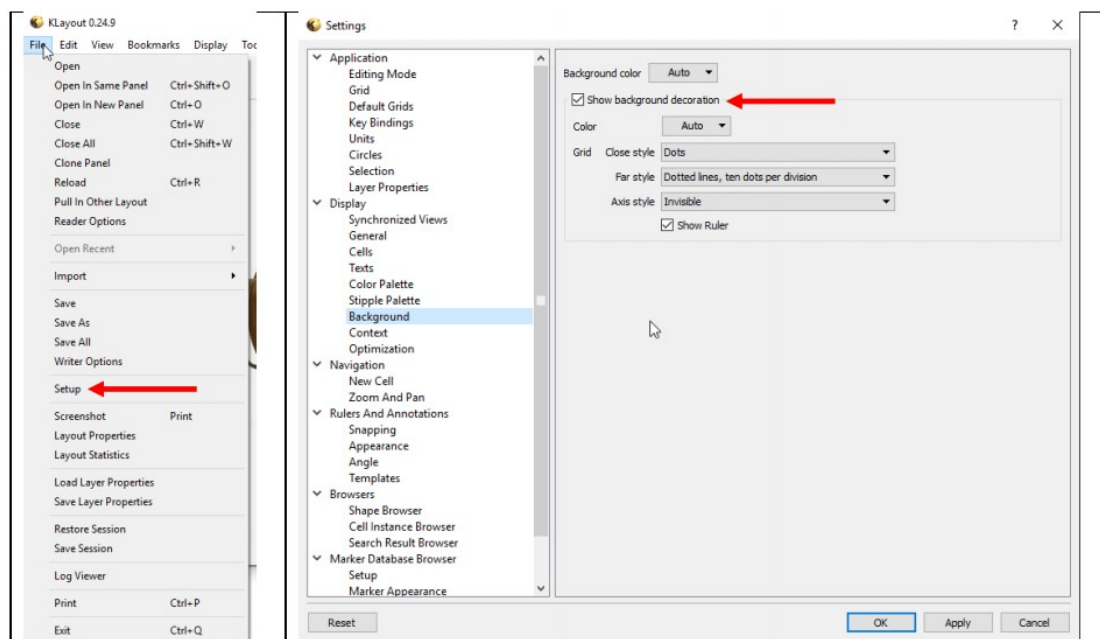 KLayout 0.24.9
File Edit View Bookmarks Display
Open
Open In Same Panel Ctrl+Shift+O
Open In New Panel Ctrl+O
Close Ctrl+W
Close All Ctrl+Shift+W
Clone Panel
Reload Ctrl+R
Pull In Other Layout
Reader Options
Open Recent
Import
Save
Save As
Save All
Writer Options
Setup
Screenshot Print
Layout Properties
Layout Statistics
Load Layer Properties
Save Layer Properties
Restore Session
Save Session
Log Viewer
Print Ctrl+P
Exit Ctrl+Q
Settings
Application
Editing Mode
Grid
Default Grids
Key Bindings
Units
Circles
Selection
Layer Properties
Display
Synchronized Views
General
Cells
Texts
Color Palette
Stipple Palette
Background
Context
Optimization
Navigation
New Cell
Zoom And Pan
Rulers And Annotations
Snapping
Appearance
Angle
Templates
Browsers
Shape Browser
Cell Instance Browser
Search Result Browser
Marker Database Browser
Setup
Marker Appearance
Background color Auto
Show background decoration
Color Auto
Grid Close style Dots
Far style Dotted lines, ten dots per division
Axis style Invisible
Show Ruler
Reset OK Apply Cancel